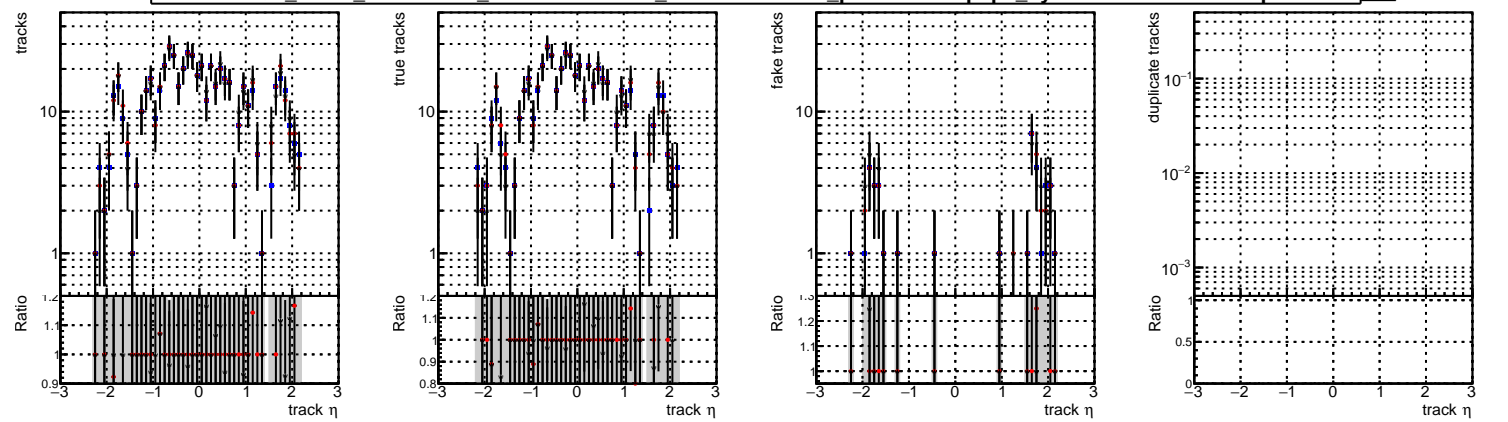 tracks
10
1
Ratio
1.2
1.1
1
0.9
−3 −2 −1 0 1 2 3
track η
true tracks
10
1
Ratio
1.2
1.1
1
0.9
0.8
−3 −2 −1 0 1 2 3
track η
fake tracks
10
1
Ratio
1.3
1.2
1.1
1
−3 −2 −1 0 1 2 3
track η
duplicate tracks
10−1
10−2
10−3
Ratio
1
0.5
0
−3 −2 −1 0 1 2 3
track η